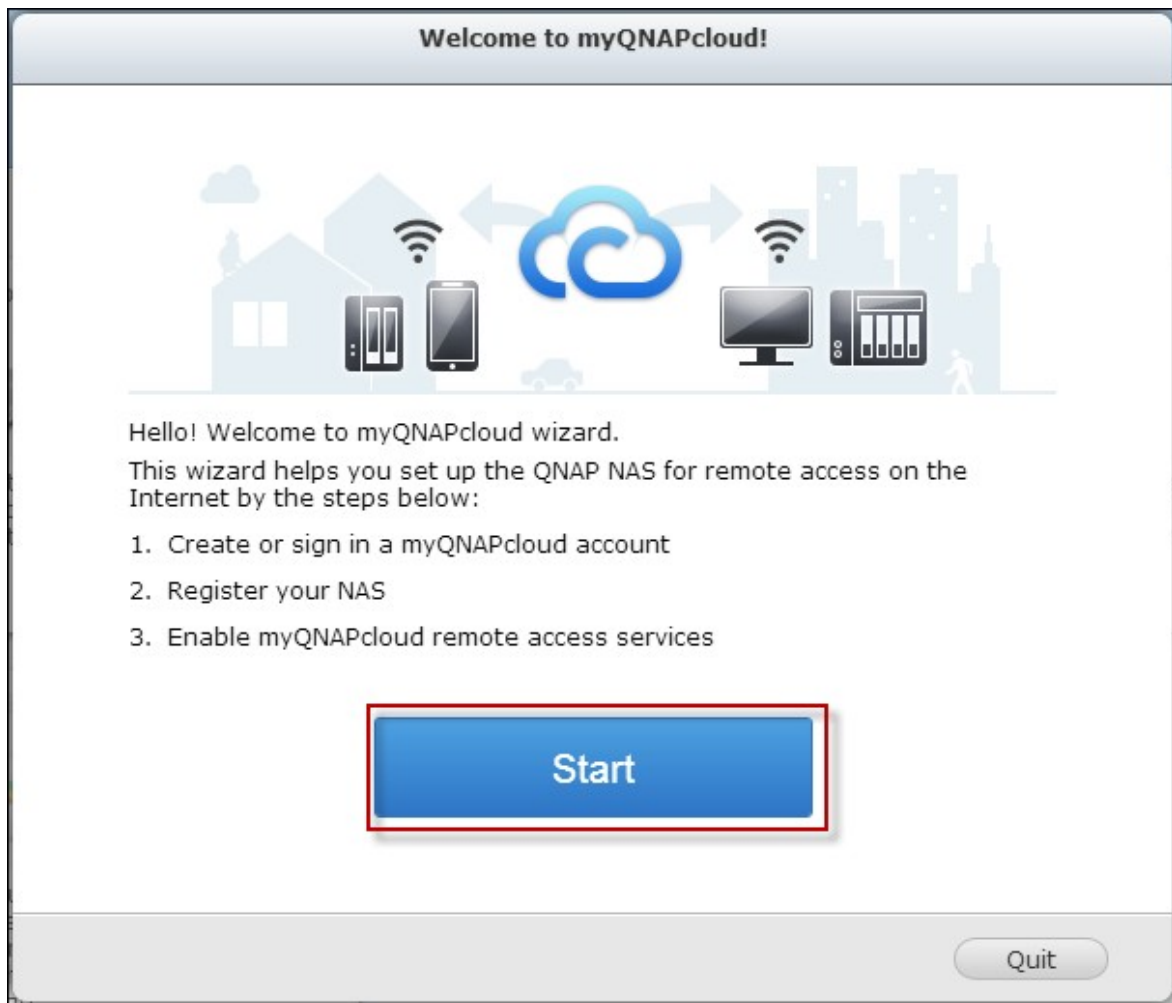 Welcome to myQNAPcloud!
Hello! Welcome to myQNAPcloud wizard.
This wizard helps you set up the QNAP NAS for remote access on the
Internet by the steps below:
1. Create or sign in a myQNAPcloud account
2. Register your NAS
3. Enable myQNAPcloud remote access services
Start
Quit